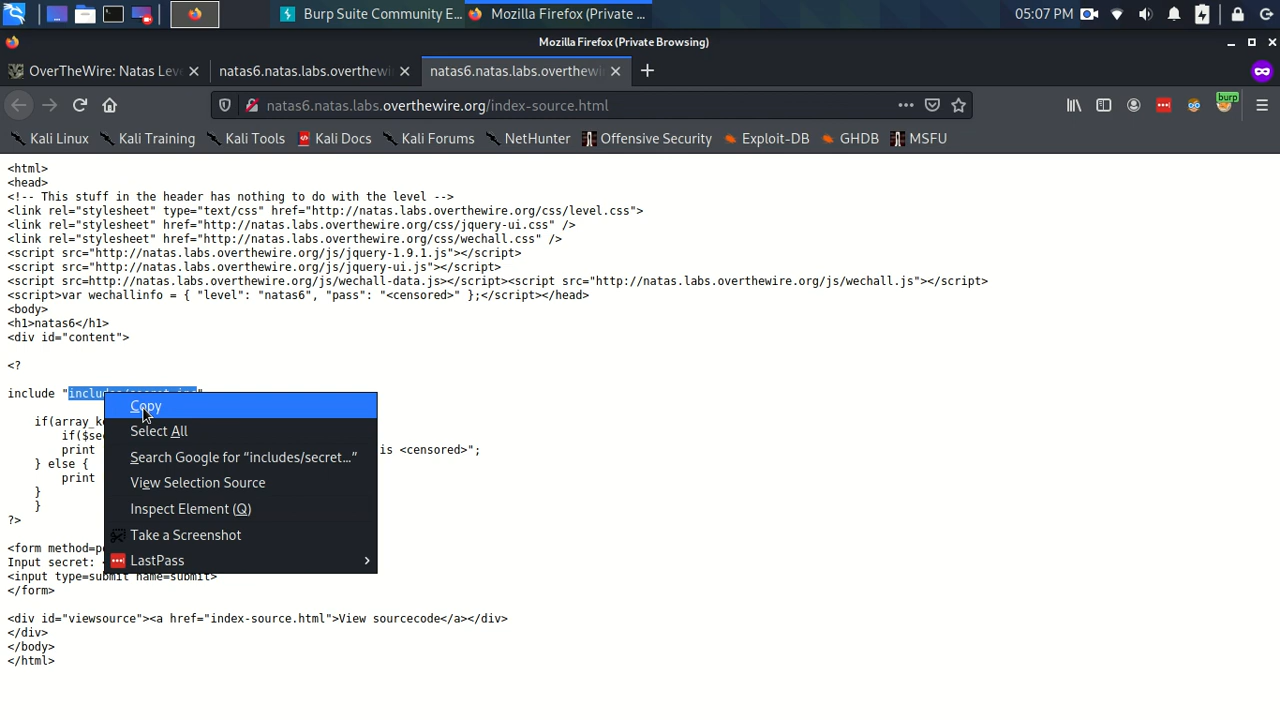 Burp Suite Community E...
Mozilla Firefox (Private ...
05:07 PM
Mozilla Firefox (Private Browsing)
OverTheWire: Natas Lev
natas6.natas.labs.overthewi
natas6.natas.labs.overthewi
burp
natas6.natas.labs.overthewire.org/index-source.html
Kali Linux
Kali Training
Kali Tools
Kali Docs
Kali Forums
NetHunter
Offensive Security
Exploit-DB
GHDB
MSFU
<html>
<head>
<!-- This stuff in the header has nothing to do with the level -->
<link rel="stylesheet" type="text/css" href="http://natas.labs.overthewire.org/css/level.css">
<link rel="stylesheet" href="http://natas.labs.overthewire.org/css/jquery-ui.css" />
<link rel="stylesheet" href="http://natas.labs.overthewire.org/css/wechall.css" />
<script src="http://natas.labs.overthewire.org/js/jquery-1.9.1.js"></script>
<script src="http://natas.labs.overthewire.org/js/jquery-ui.js"></script>
<script src=http://natas.labs.overthewire.org/js/wechall-data.js></script><script src="http://natas.labs.overthewire.org/js/wechall.js"></script>
<script>var wechallinfo = { "level": "natas6", "pass": "<censored>" };</script></head>
<body>
<h1>natas6</h1>
<div id="content">
<?
include "includes/secret.inc"
if(array_k
if($se
print is <censored>";
} else {
print
}
}
?>
<form method=p
Input secret:
<input type=submit name=submit>
</form>
<div id="viewsource"><a href="index-source.html">View sourcecode</a></div>
</div>
</body>
</html>
Copy
Select All
Search Google for “includes/secret...”
View Selection Source
Inspect Element (Q)
Take a Screenshot
LastPass